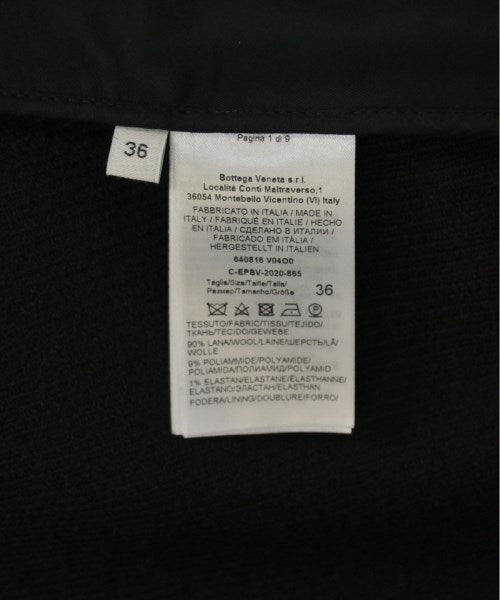 36
Pagina 1 di 9
Bottega Veneta s.r.l.
Località Conti Maltraverso,1
36054 Montebello Vicentino (VI) Italy
FABBRICATO IN ITALIA / MADE IN
ITALY / FABRIQUÉ EN ITALIE / HECHO
EN ITALIA / СДЕЛАНО В ИТАЛИИ /
FABRICADO EM ITÀLIA /
HERGESTELLT IN ITALIEN
640816 V04O0
C-EPBV-2020-865
Taglia/Size/Taille/Talla/
Размер/Tamanho/Größe 36
TESSUTO/FABRIC/TISSU/TEJIDO/
ТКАНЬ/TECIDO/GEWEBE
90% LANA/WOOL/LAINE/ШЕРСТЬ/LÃ/
WOLLE
9% POLIAMMIDE/POLYAMIDE/
POLIAMIDA/ПОЛИАМИД/POLYAMID
1% ELASTAN/ELASTANE/ÉLASTHANNE/
ELASTANO/ЭЛАСТАН/ELASTHAN
FODERA/LINING/DOUBLURE/FORRO/